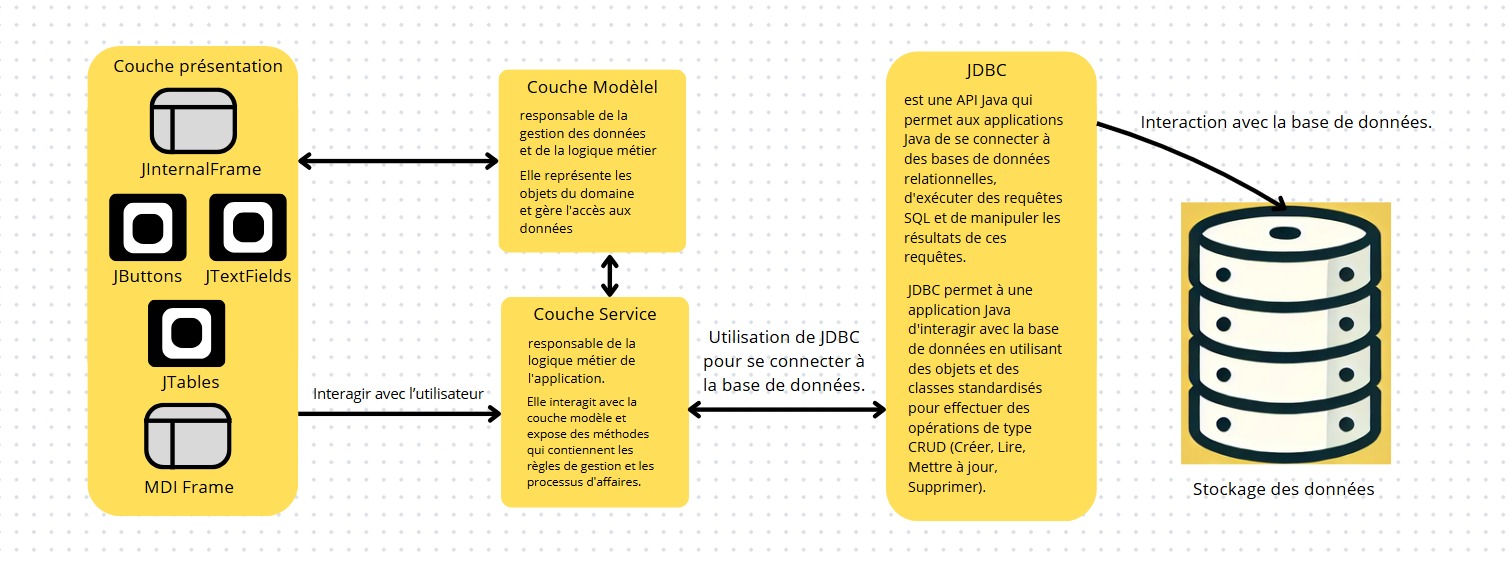 Couche présentation
JInternalFrame
JButtons
JTextFields
JTables
MDI Frame
Interagir avec l’utilisateur
Couche Modèlel
responsable de la
gestion des données
et de la logique métier
Elle représente les
objets du domaine
et gère l'accès aux
données
Couche Service
responsable de la
logique métier de
l'application.
Elle interagit avec la
couche modèle et
expose des méthodes
qui contiennent les
règles de gestion et les
processus d'affaires.
Utilisation de JDBC
pour se connecter à
la base de données.
JDBC
est une API Java qui
permet aux applications
Java de se connecter à
des bases de données
relationnelles,
d'exécuter des requêtes
SQL et de manipuler les
résultats de ces
requêtes.
JDBC permet à une
application Java
d'interagir avec la base
de données en utilisant
des objets et des
classes standardisés
pour effectuer des
opérations de type
CRUD (Créer, Lire,
Mettre à jour,
Supprimer).
Interaction avec la base de données.
Stockage des données